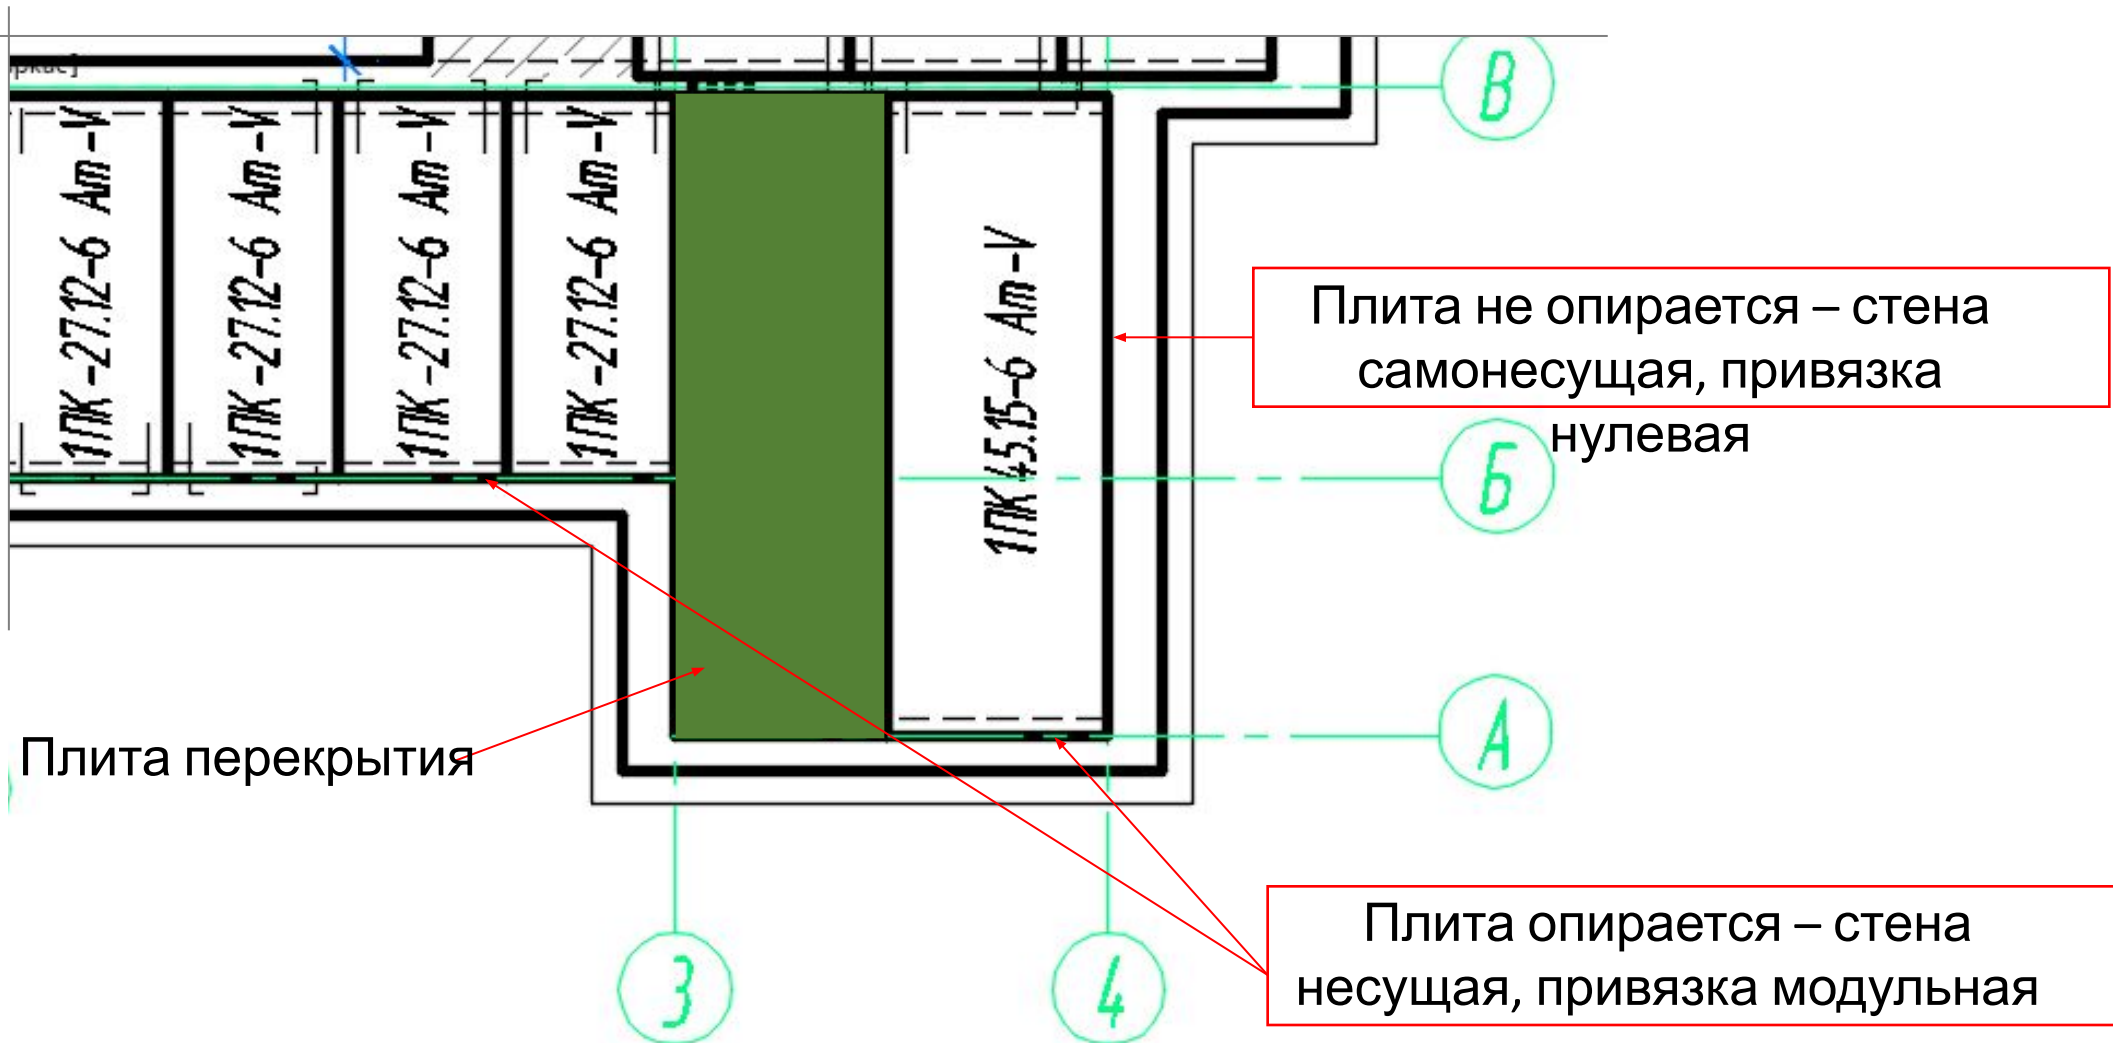 В
1ПК-27.12-6 Ат-V
1ПК-27.12-6 Ат-V
1ПК-27.12-6 Ат-V
1ПК-27.12-6 Ат-V
1ПК 45.15-6 Ат-V
Плита не опирается – стена
самонесущая, привязка
нулевая
Б
А
Плита перекрытия
Плита опирается – стена
несущая, привязка модульная
3
4